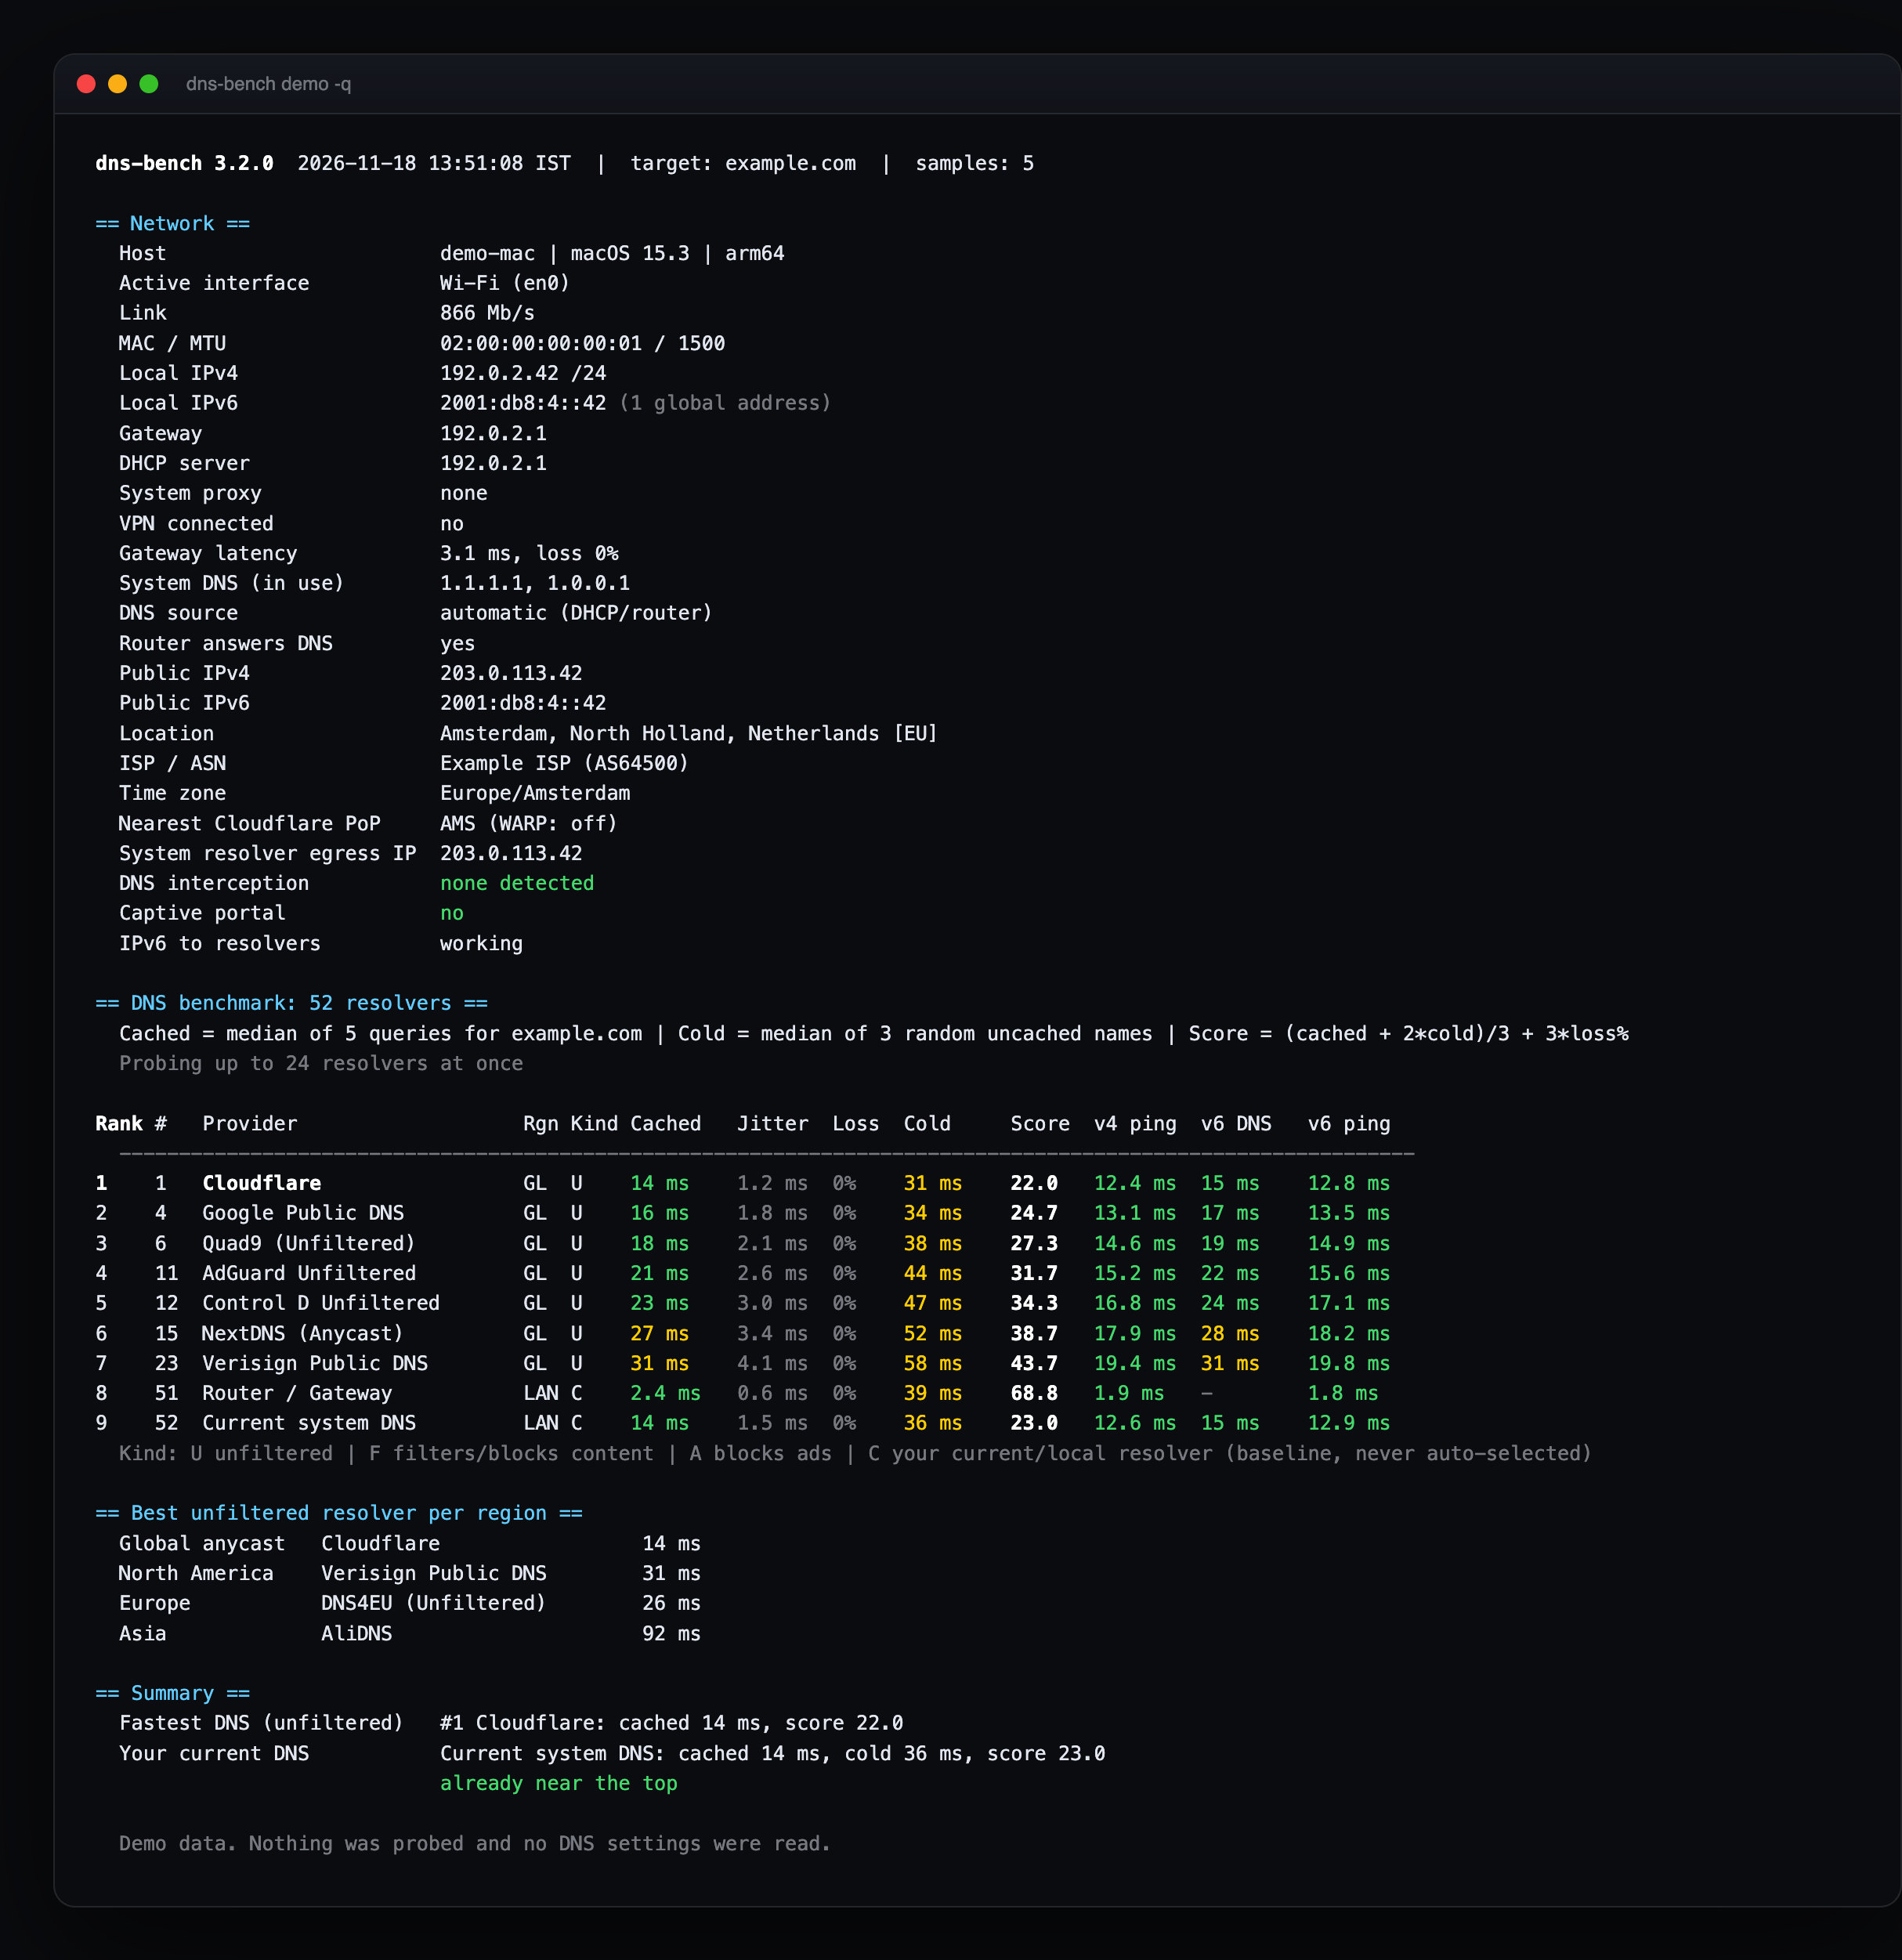 dns-bench demo -q
dns-bench 3.2.0  2026-11-18 13:51:08 IST  |  target: example.com  |  samples: 5
== Network ==
Host                       demo-mac | macOS 15.3 | arm64
Active interface           Wi-Fi (en0)
Link                       866 Mb/s
MAC / MTU                  02:00:00:00:00:01 / 1500
Local IPv4                 192.0.2.42 /24
Local IPv6                 2001:db8:4::42 (1 global address)
Gateway                    192.0.2.1
DHCP server                192.0.2.1
System proxy               none
VPN connected              no
Gateway latency            3.1 ms, loss 0%
System DNS (in use)        1.1.1.1, 1.0.0.1
DNS source                 automatic (DHCP/router)
Router answers DNS         yes
Public IPv4                203.0.113.42
Public IPv6                2001:db8:4::42
Location                   Amsterdam, North Holland, Netherlands [EU]
ISP / ASN                  Example ISP (AS64500)
Time zone                  Europe/Amsterdam
Nearest Cloudflare PoP     AMS (WARP: off)
System resolver egress IP  203.0.113.42
DNS interception           none detected
Captive portal             no
IPv6 to resolvers          working
== DNS benchmark: 52 resolvers ==
Cached = median of 5 queries for example.com | Cold = median of 3 random uncached names | Score = (cached + 2*cold)/3 + 3*loss%
Probing up to 24 resolvers at once
Rank #   Provider                   Rgn Kind Cached   Jitter  Loss  Cold     Score  v4 ping  v6 DNS   v6 ping
1    1   Cloudflare                 GL  U    14 ms    1.2 ms  0%    31 ms    22.0   12.4 ms  15 ms    12.8 ms
2    4   Google Public DNS          GL  U    16 ms    1.8 ms  0%    34 ms    24.7   13.1 ms  17 ms    13.5 ms
3    6   Quad9 (Unfiltered)         GL  U    18 ms    2.1 ms  0%    38 ms    27.3   14.6 ms  19 ms    14.9 ms
4    11  AdGuard Unfiltered         GL  U    21 ms    2.6 ms  0%    44 ms    31.7   15.2 ms  22 ms    15.6 ms
5    12  Control D Unfiltered       GL  U    23 ms    3.0 ms  0%    47 ms    34.3   16.8 ms  24 ms    17.1 ms
6    15  NextDNS (Anycast)          GL  U    27 ms    3.4 ms  0%    52 ms    38.7   17.9 ms  28 ms    18.2 ms
7    23  Verisign Public DNS        GL  U    31 ms    4.1 ms  0%    58 ms    43.7   19.4 ms  31 ms    19.8 ms
8    51  Router / Gateway           LAN C    2.4 ms   0.6 ms  0%    39 ms    68.8   1.9 ms   -        1.8 ms
9    52  Current system DNS         LAN C    14 ms    1.5 ms  0%    36 ms    23.0   12.6 ms  15 ms    12.9 ms
Kind: U unfiltered | F filters/blocks content | A blocks ads | C your current/local resolver (baseline, never auto-selected)
== Best unfiltered resolver per region ==
Global anycast   Cloudflare                 14 ms
North America    Verisign Public DNS        31 ms
Europe           DNS4EU (Unfiltered)        26 ms
Asia             AliDNS                     92 ms
== Summary ==
Fastest DNS (unfiltered)   #1 Cloudflare: cached 14 ms, score 22.0
Your current DNS           Current system DNS: cached 14 ms, cold 36 ms, score 23.0
already near the top
Demo data. Nothing was probed and no DNS settings were read.